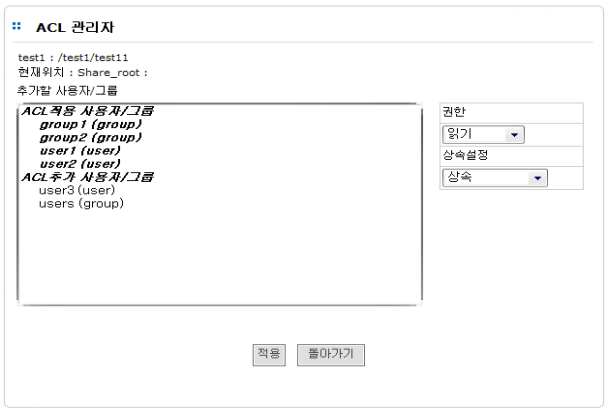 ACL 관리자
test1 : /test1/test11
현재위치 : Share_root :
추가할 사용자/그룹
ACL적용 사용자/그룹
group1 (group)
group2 (group)
user1 (user)
user2 (user)
ACL추가 사용자/그룹
user3 (user)
users (group)
권한
읽기
상속설정
상속
적용
돌아가기